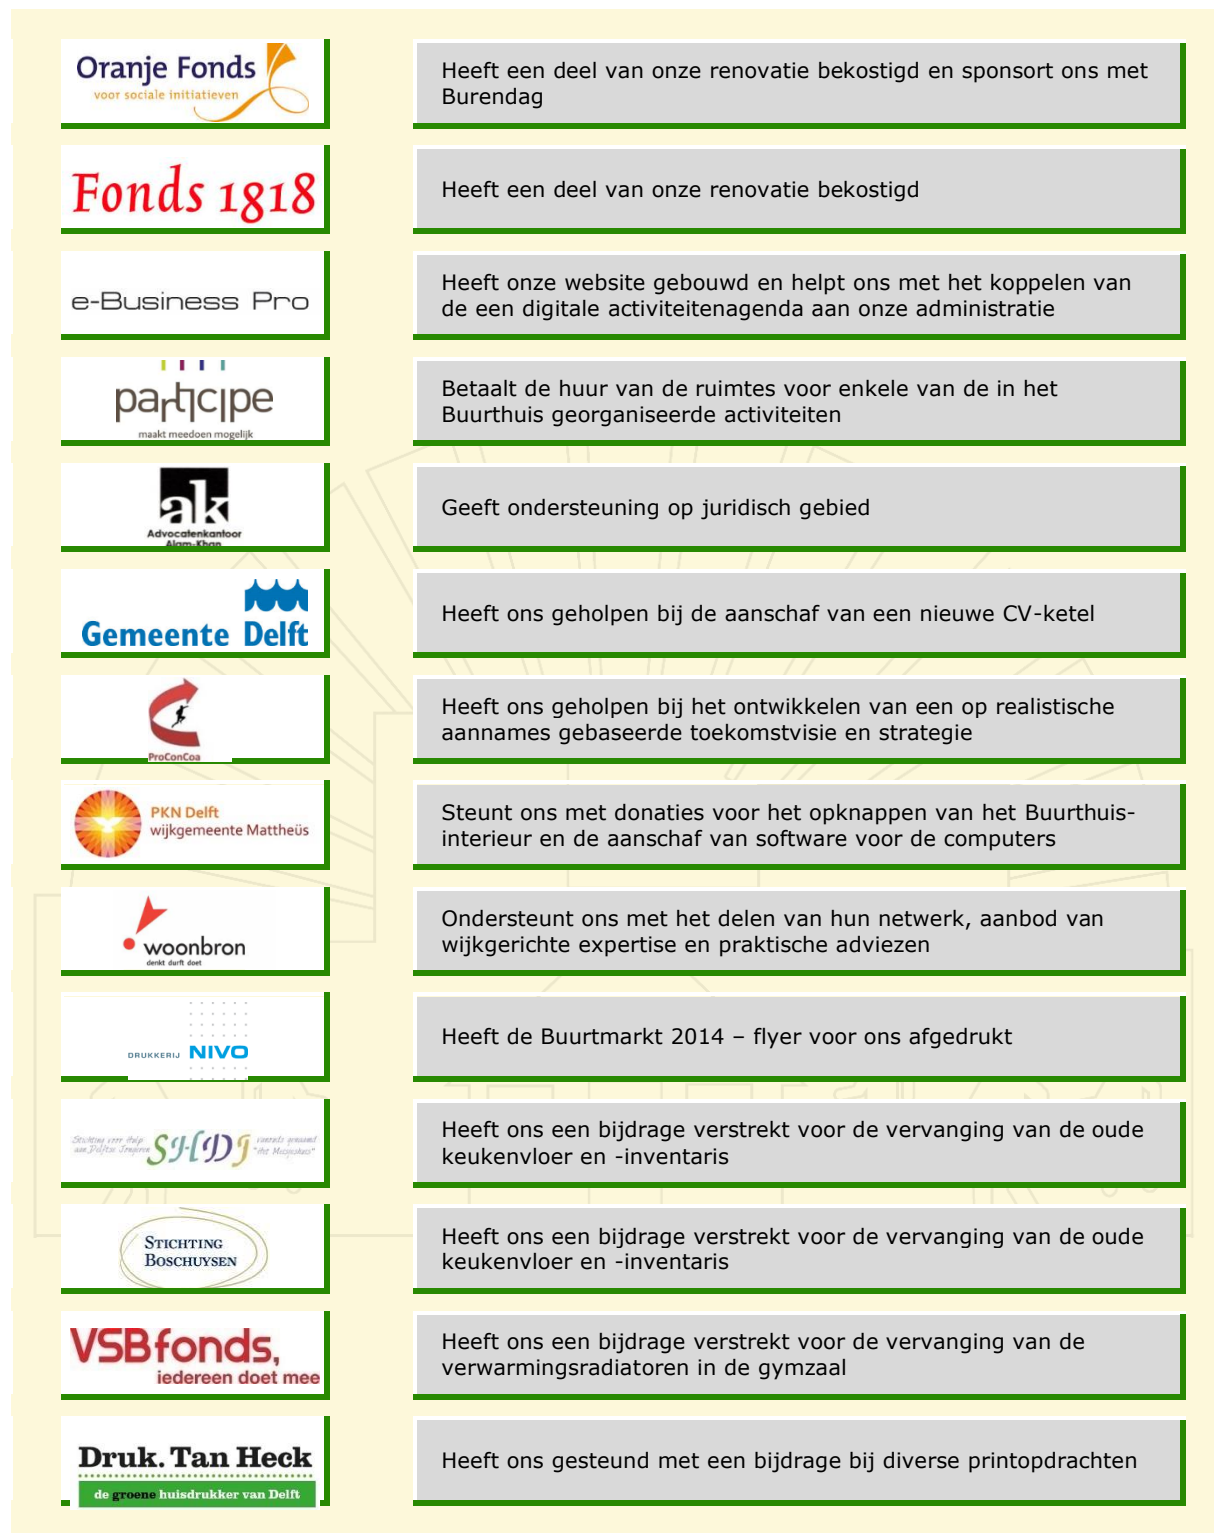 Oranje Fonds
voor sociale initiatieven
Heeft een deel van onze renovatie bekostigd en sponsort ons met
Burendag
Fonds 1818
Heeft een deel van onze renovatie bekostigd
e-Business Pro
Heeft onze website gebouwd en helpt ons met het koppelen van
de een digitale activiteitenagenda aan onze administratie
participe
maakt meedoen mogelijk
Betaalt de huur van de ruimtes voor enkele van de in het
Buurthuis georganiseerde activiteiten
ak
Advocatenkantoor
Alam-Khan
Geeft ondersteuning op juridisch gebied
Gemeente Delft
Heeft ons geholpen bij de aanschaf van een nieuwe CV-ketel
ProConCoa
Heeft ons geholpen bij het ontwikkelen van een op realistische
aannames gebaseerde toekomstvisie en strategie
PKN Delft
wijkgemeente Mattheüs
Steunt ons met donaties voor het opknappen van het Buurthuis-
interieur en de aanschaf van software voor de computers
woonbron
denkt durft doet
Ondersteunt ons met het delen van hun netwerk, aanbod van
wijkgerichte expertise en praktische adviezen
DRUKKERIJ NIVO
Heeft de Buurtmarkt 2014 – flyer voor ons afgedrukt
Stichting voor Hulp
aan Delftse Jongeren
SHDJ
Heeft ons een bijdrage verstrekt voor de vervanging van de oude
keukenvloer en -inventaris
STICHTING
BOSCHUYSEN
Heeft ons een bijdrage verstrekt voor de vervanging van de oude
keukenvloer en -inventaris
VSBfonds,
iedereen doet mee
Heeft ons een bijdrage verstrekt voor de vervanging van de
verwarmingsradiatoren in de gymzaal
Druk. Tan Heck
de groene huisdrukker van Delft
Heeft ons gesteund met een bijdrage bij diverse printopdrachten